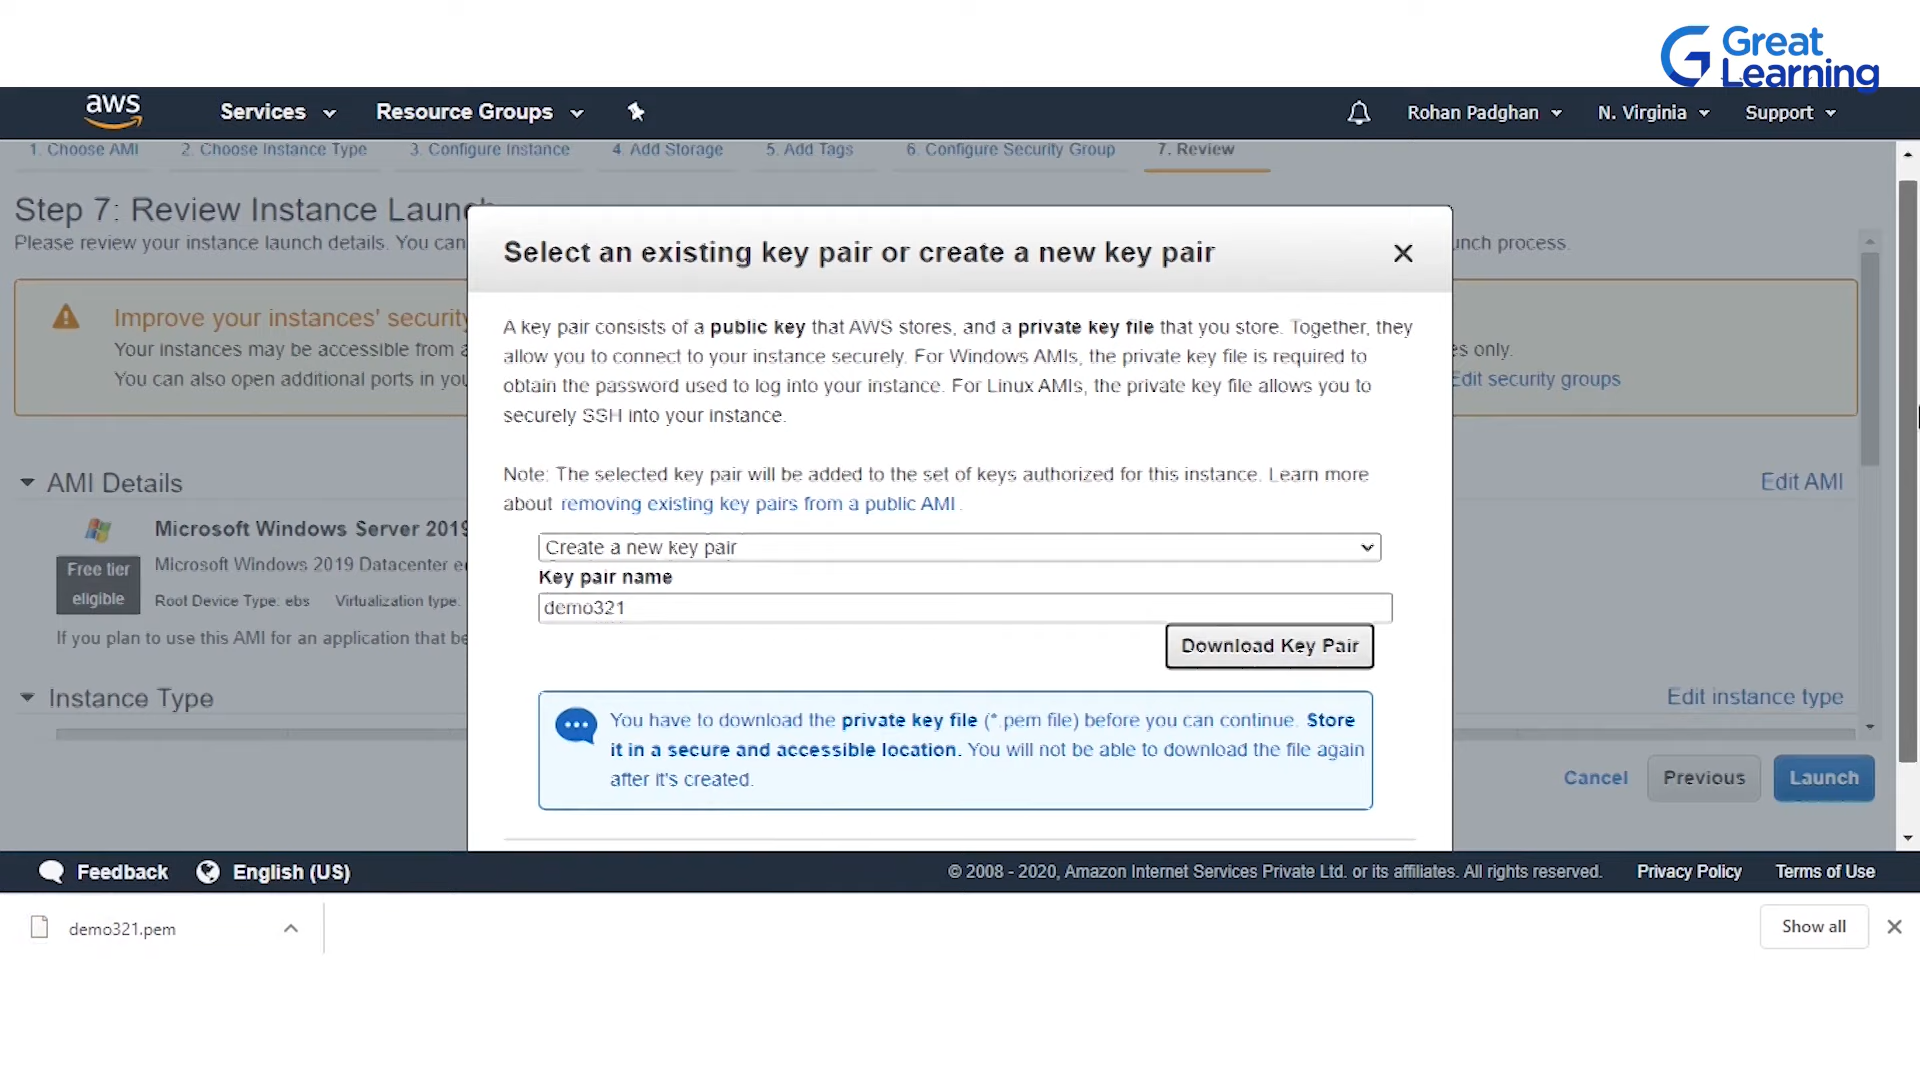 Great
Learning
aws Services Resource Groups Rohan Padghan N. Virginia Support
1. Choose AMI 2. Choose Instance Type 3. Configure Instance 4. Add Storage 5. Add Tags 6. Configure Security Group 7. Review
Step 7: Review Instance Launch
Please review your instance launch details. You can
unch process.
Select an existing key pair or create a new key pair
Improve your instances' security
Your instances may be accessible from a
es only.
You can also open additional ports in you
Edit security groups
A key pair consists of a public key that AWS stores, and a private key file that you store. Together, they
allow you to connect to your instance securely. For Windows AMIs, the private key file is required to
obtain the password used to log into your instance. For Linux AMIs, the private key file allows you to
securely SSH into your instance.
Note: The selected key pair will be added to the set of keys authorized for this instance. Learn more
about removing existing key pairs from a public AMI.
Create a new key pair
Key pair name
demo321
Download Key Pair
You have to download the private key file (*.pem file) before you can continue. Store
it in a secure and accessible location. You will not be able to download the file again
after it's created.
AMI Details
Edit AMI
Microsoft Windows Server 2019
Free tier
eligible
Microsoft Windows 2019 Datacenter e
Root Device Type: ebs Virtualization type:
If you plan to use this AMI for an application that be
Instance Type
Edit instance type
Cancel Previous Launch
Feedback English (US) © 2008 - 2020, Amazon Internet Services Private Ltd. or its affiliates. All rights reserved. Privacy Policy Terms of Use
demo321.pem Show all